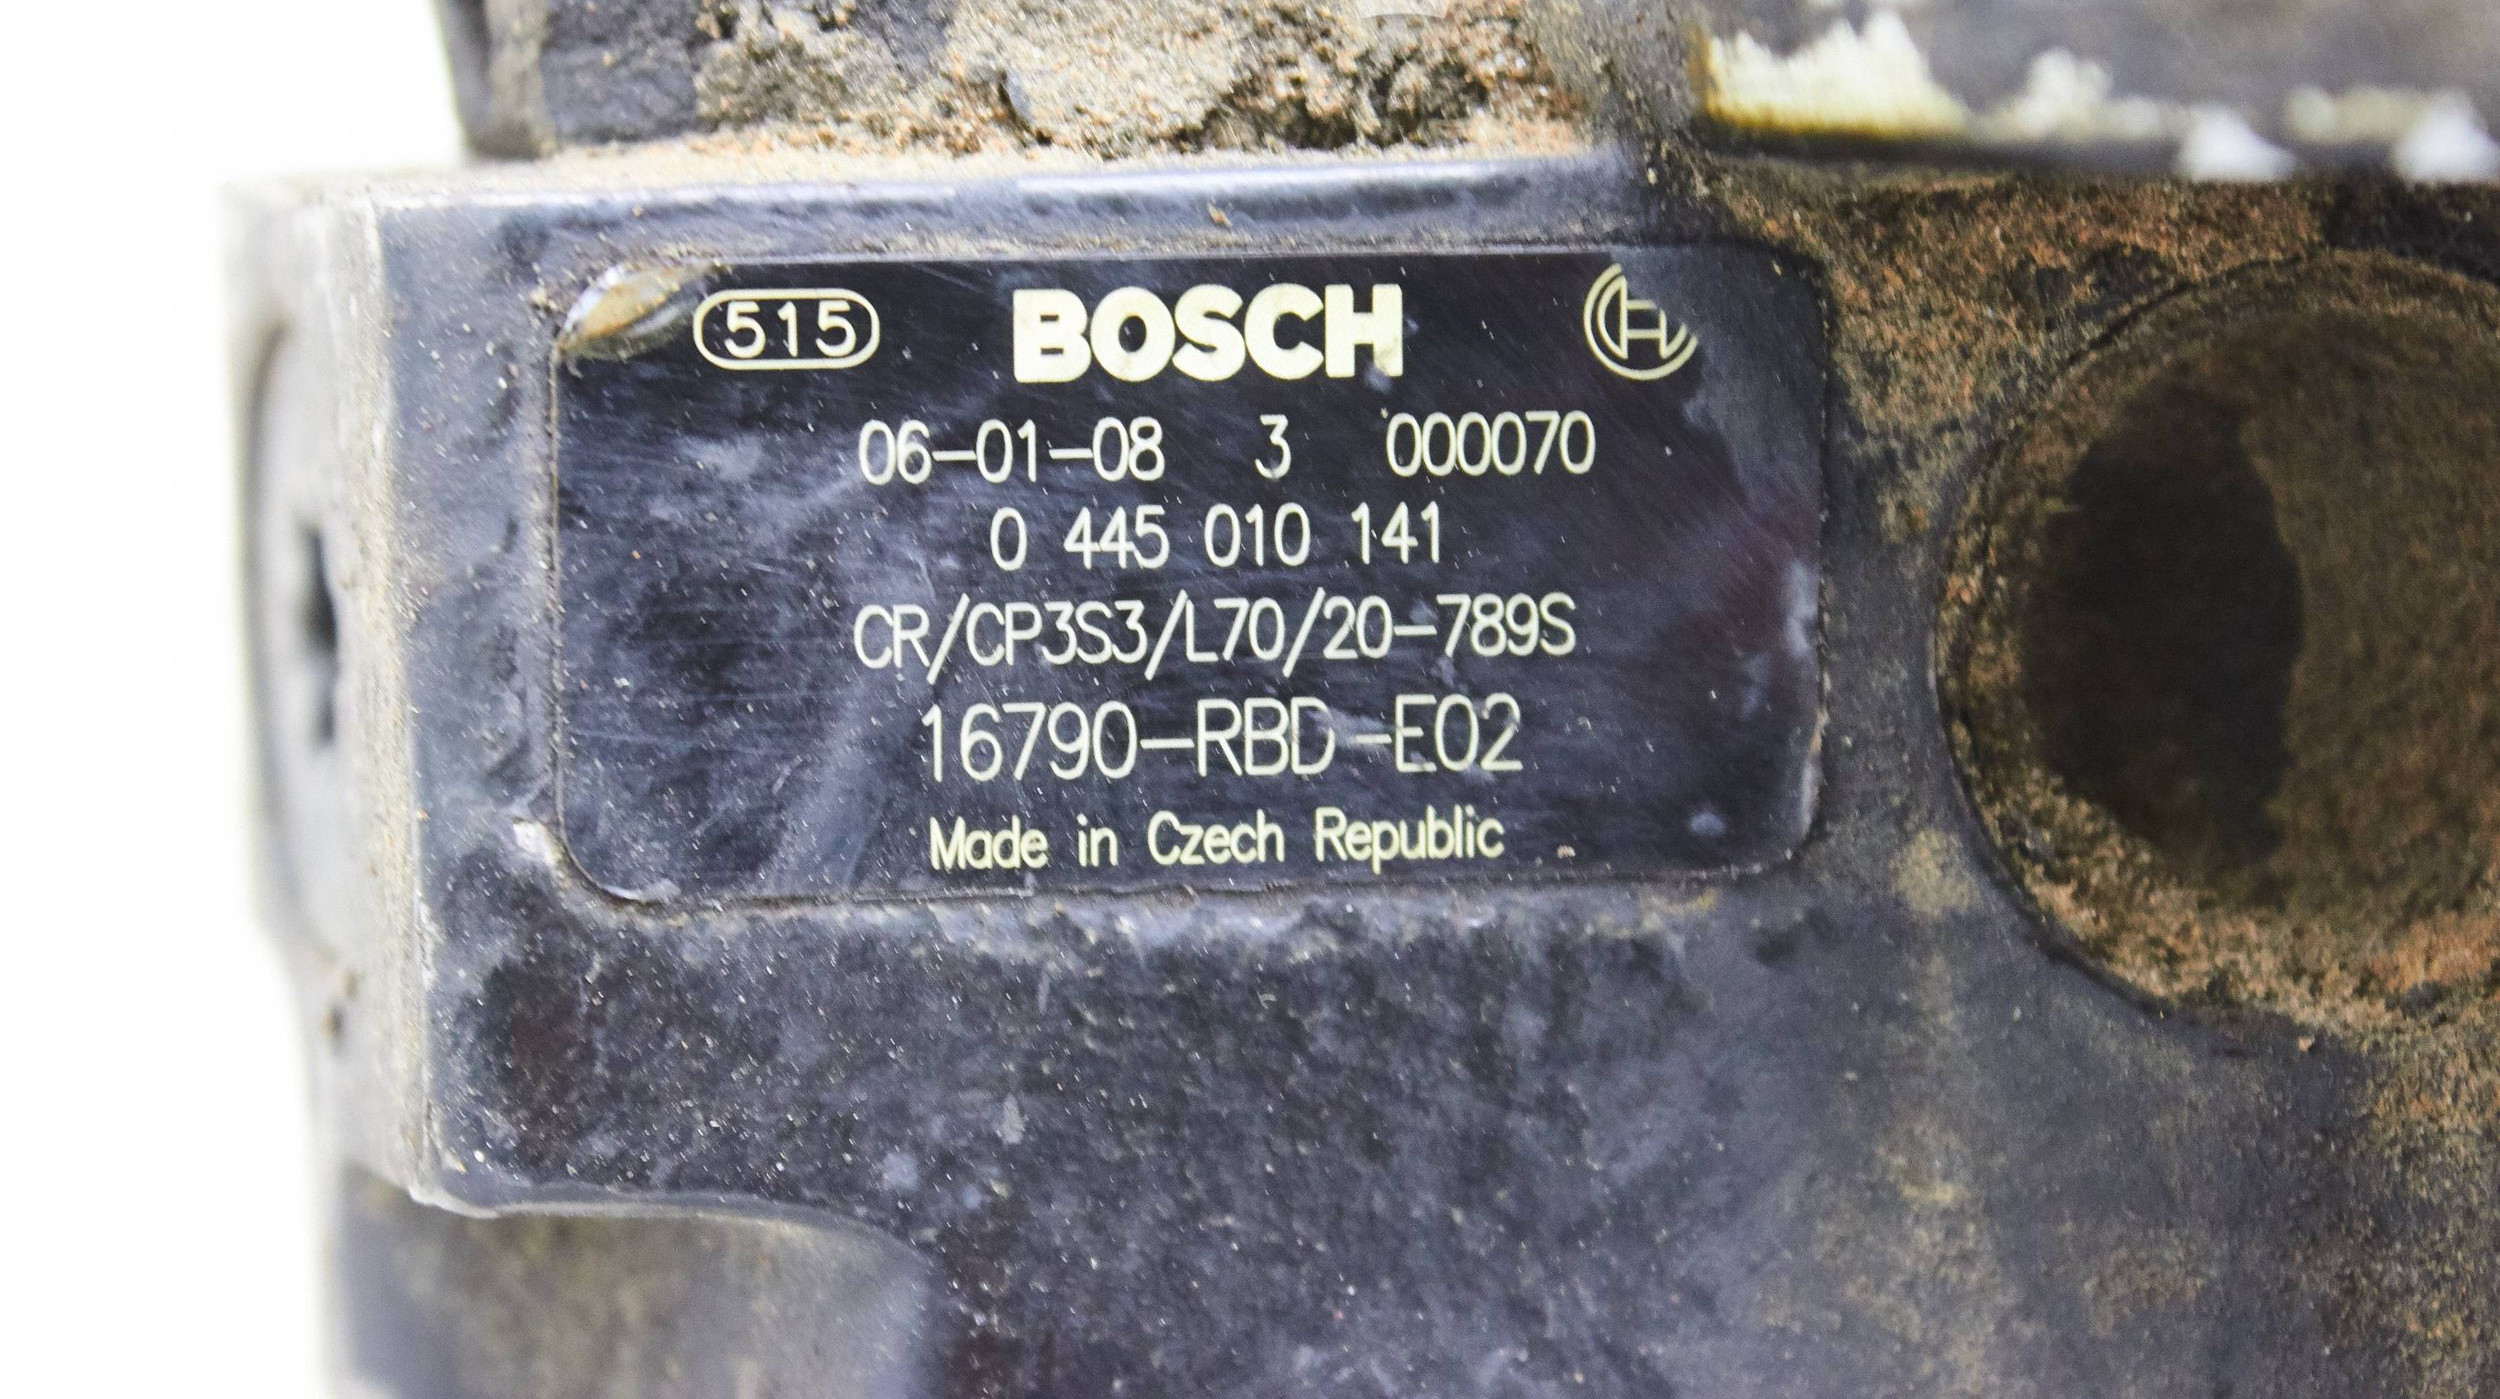 515 BOSCH
06-01-08 3 000070
0 445 010 141
CR/CP3S3/L70/20-789S
16790-RBD-E02
Made in Czech Republic